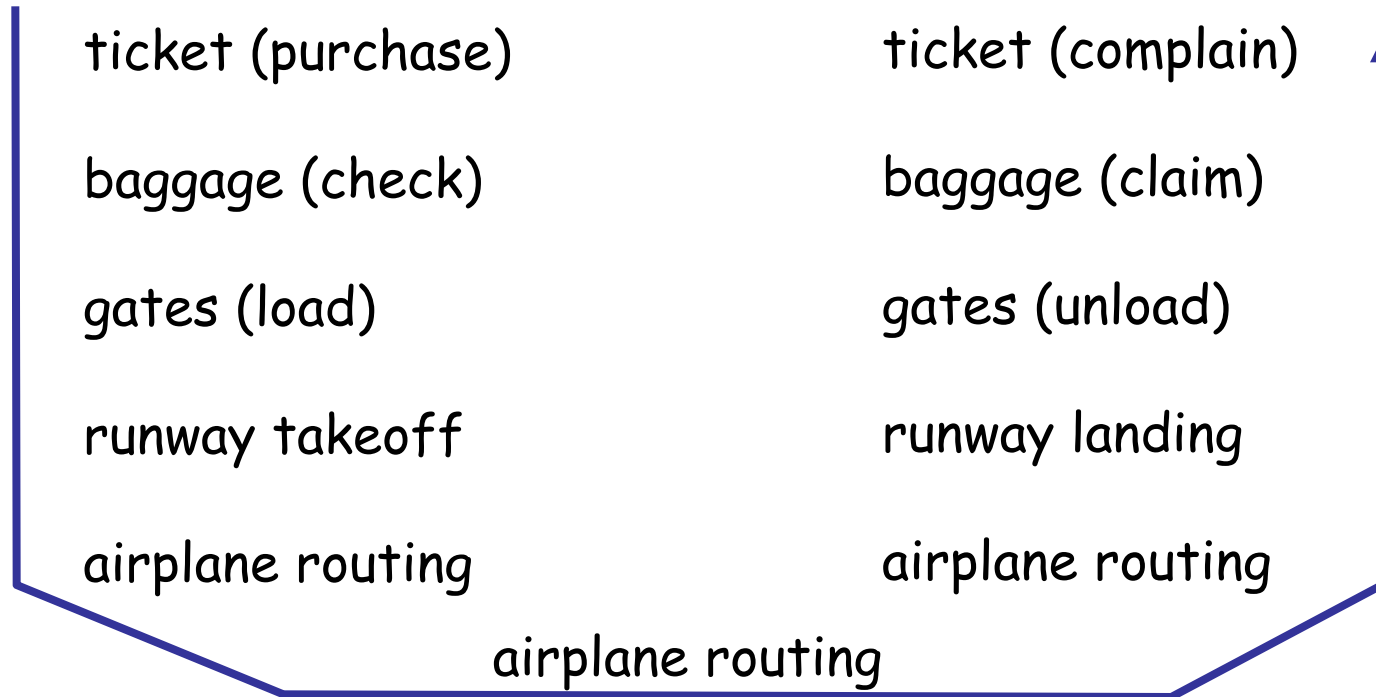 ticket (purchase)
ticket (complain)
baggage (check)
baggage (claim)
gates (load)
gates (unload)
runway takeoff
runway landing
airplane routing
airplane routing
airplane routing